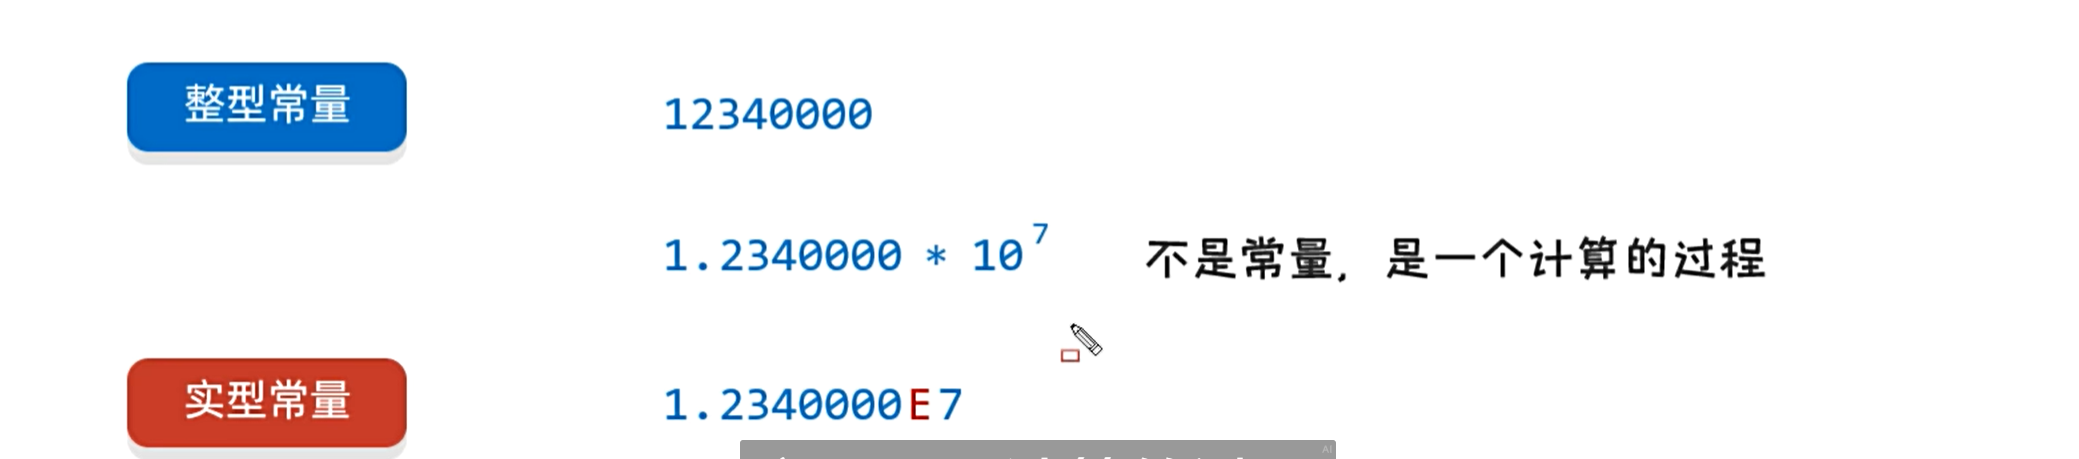 整型常量 12340000
1.2340000 * 10⁷ 不是常量，是一个计算的过程
实型常量 1.2340000E7
AI